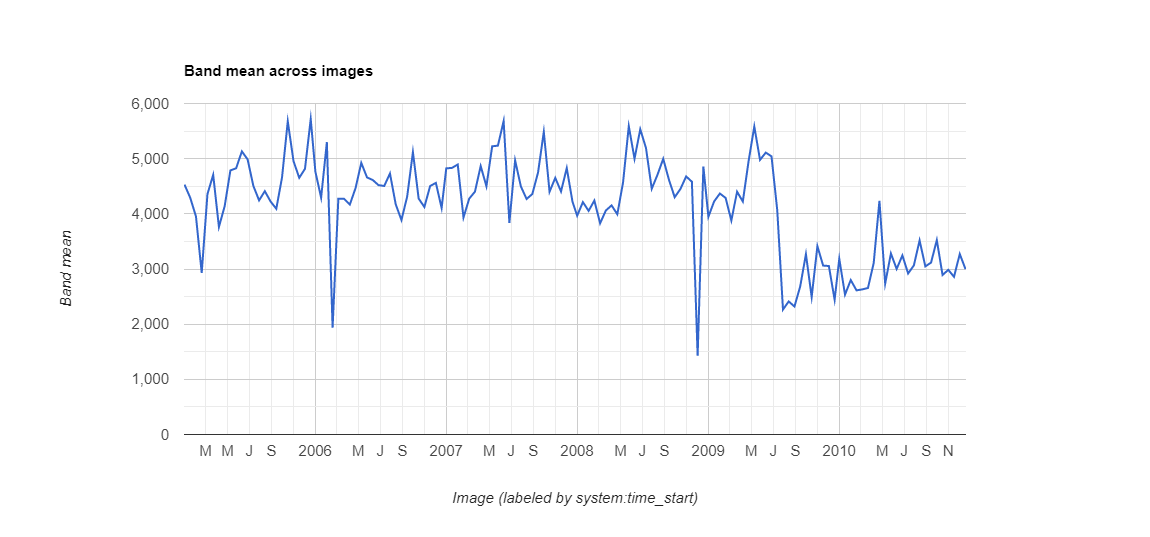 Band mean across images
6,000
5,000
4,000
3,000
2,000
1,000
0
Band mean
M M J S 2006 M J S 2007 M J S 2008 M J S 2009 M J S 2010 M J S N
Image (labeled by system:time_start)